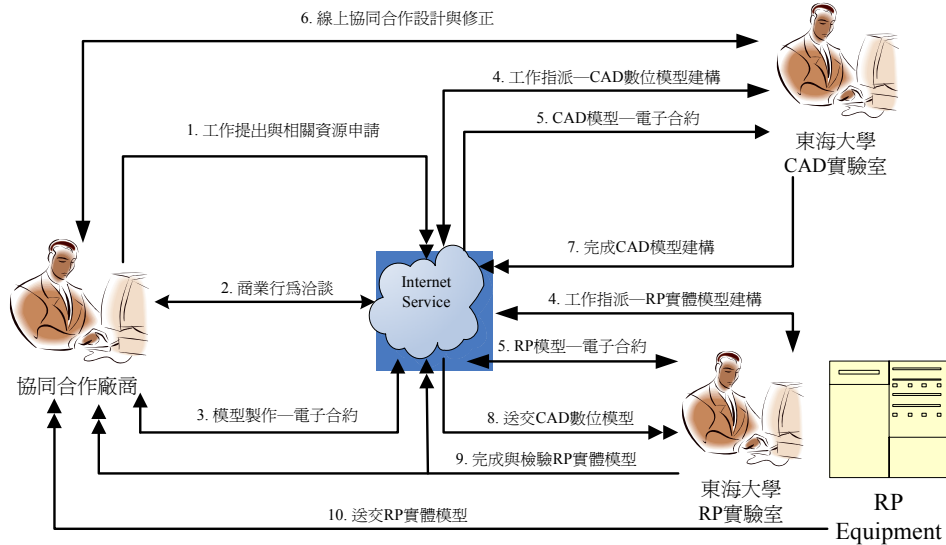 6. 線上協同合作設計與修正
4. 工作指派—CAD數位模型建構
5. CAD模型—電子合約
1. 工作提出與相關資源申請
東海大學
CAD實驗室
7. 完成CAD模型建構
Internet
Service
2. 商業行爲洽談
4. 工作指派—RP實體模型建構
5. RP模型—電子合約
協同合作廠商
3. 模型製作—電子合約
8. 送交CAD數位模型
9. 完成與檢驗RP實體模型
東海大學
RP實驗室
10. 送交RP實體模型
RP
Equipment